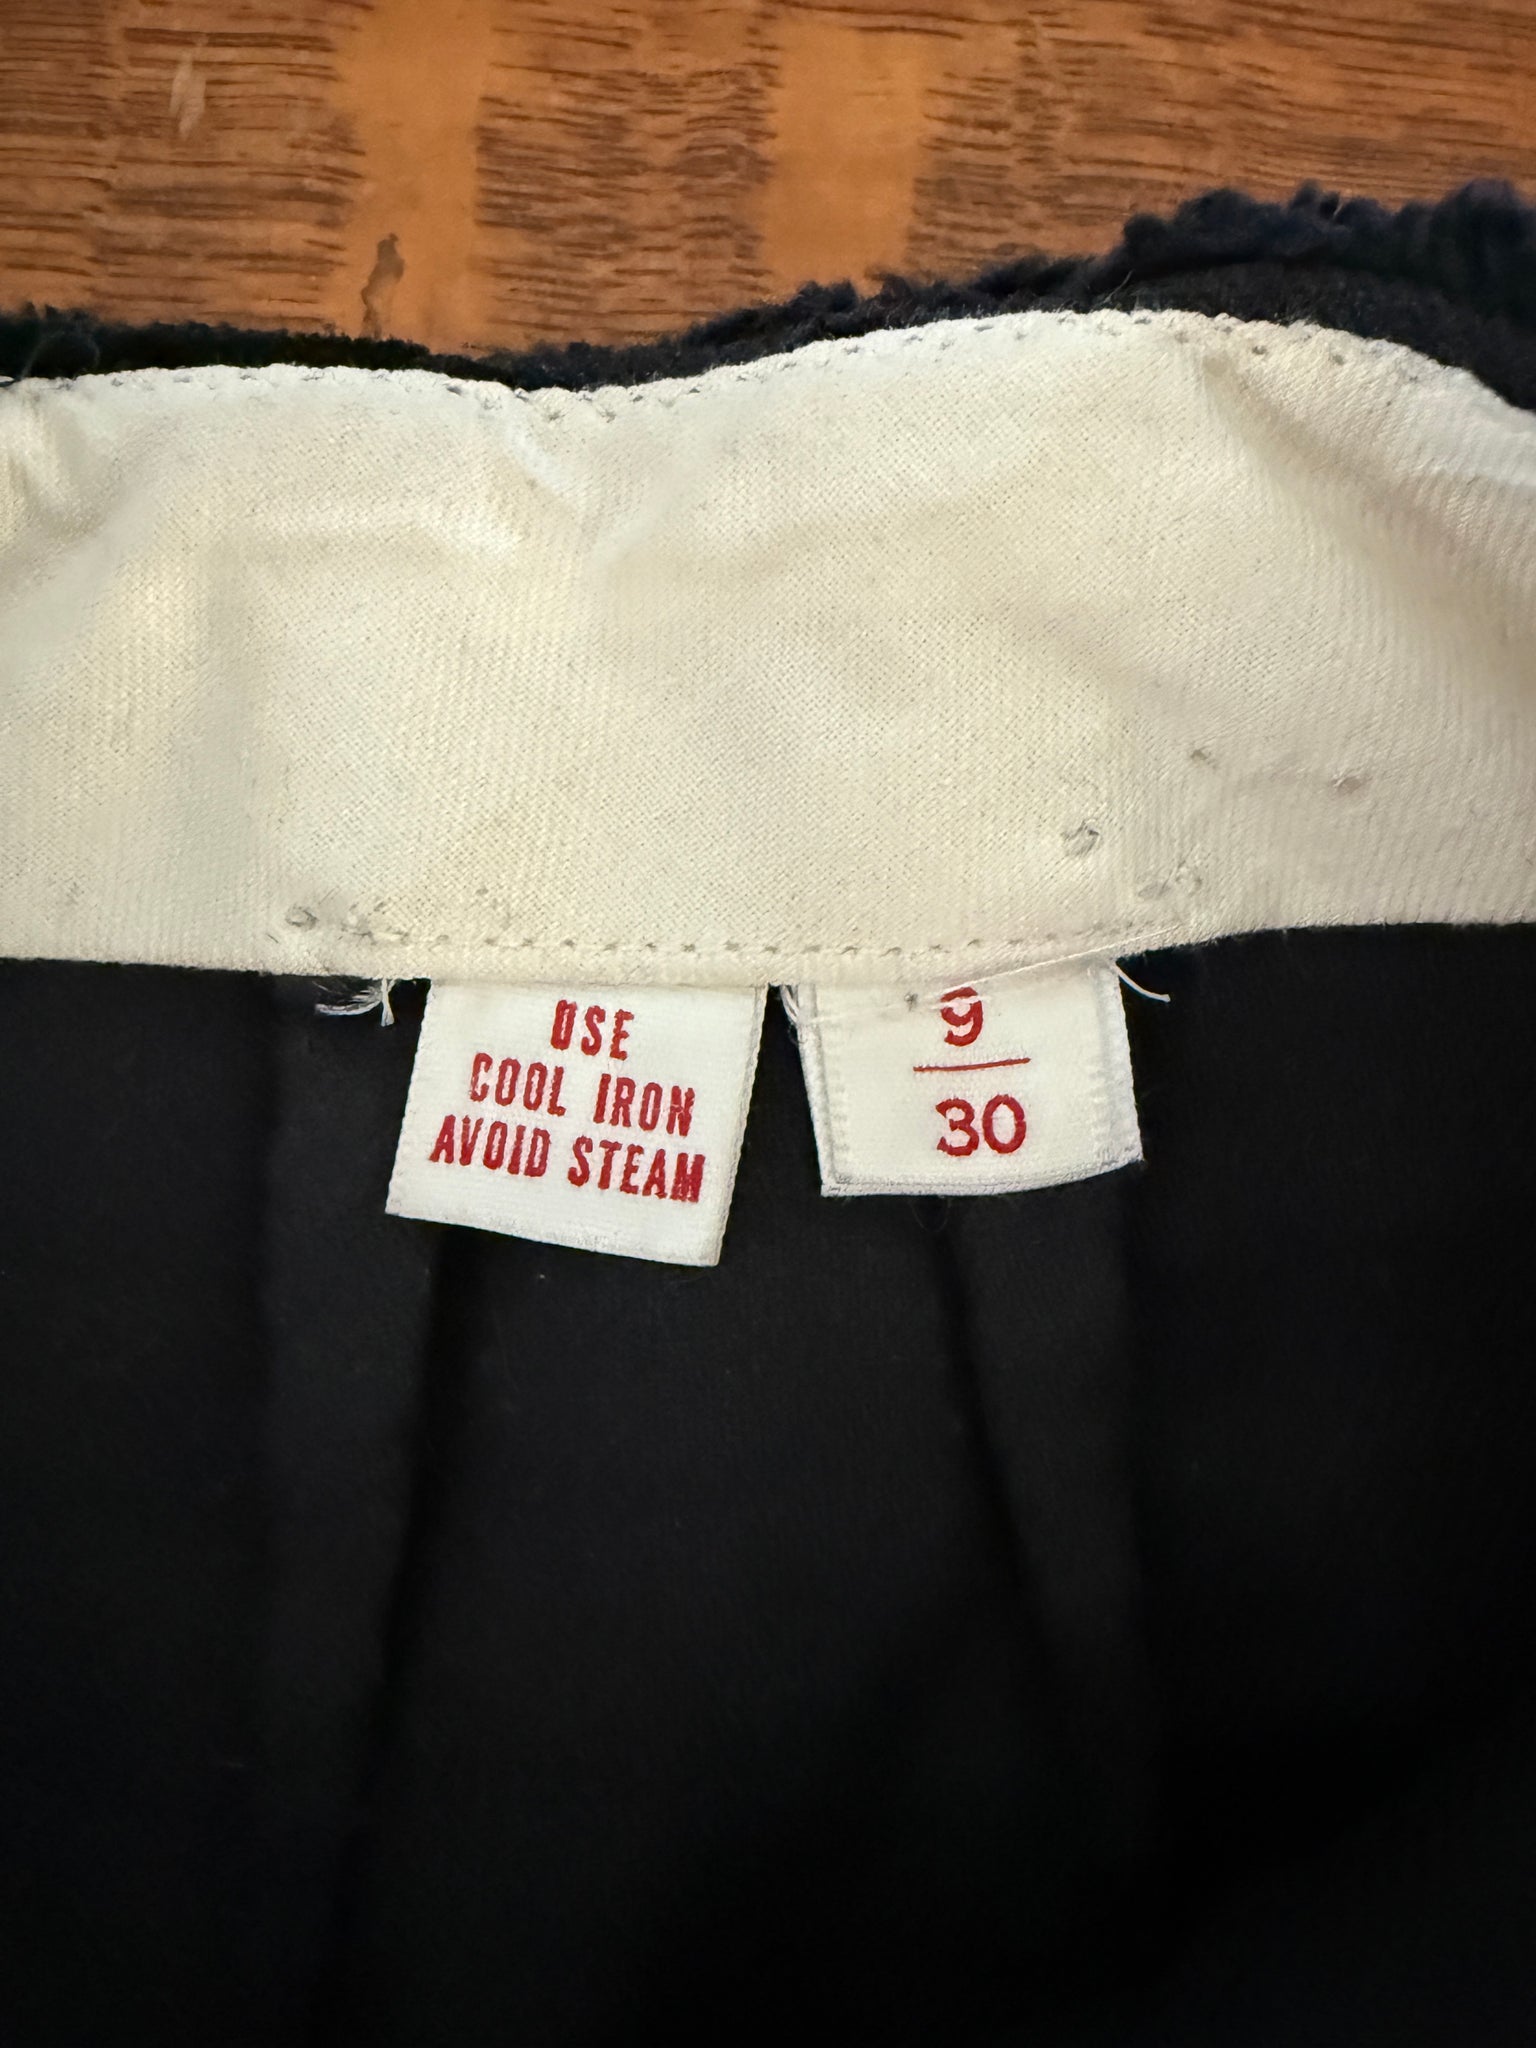 USE
COOL IRON
AVOID STEAM
9
30